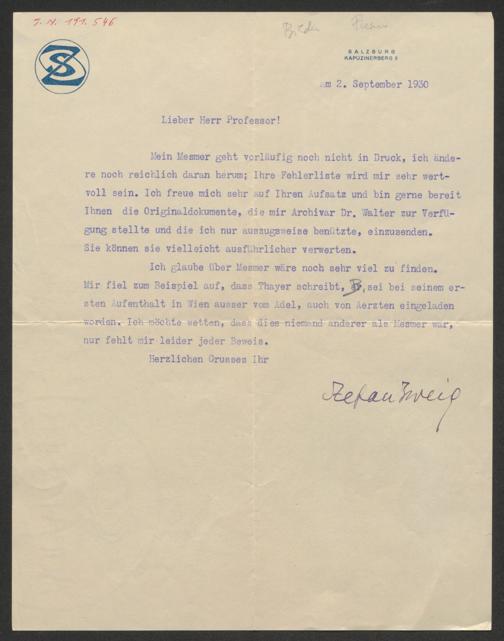 J. N. 191.546
SZ
SALZBURG
KAPUZINERBERG 5
am 2. September 1930
Lieber Herr Professor!
Mein Mesmer geht vorläufig noch nicht in Druck, ich ände-
re noch reichlich daran herum; Ihre Fehlerliste wird mir sehr wert-
voll sein. Ich freue mich sehr auf Ihren Aufsatz und bin gerne bereit
Ihnen die Originaldokumente, die mir Archivar Dr. Walter zur Verfü-
gung stellte und die ich nur auszugsweise benützte, einzusenden.
Sie können sie vielleicht ausführlicher verwerten.
Ich glaube über Mesmer wäre noch sehr viel zu finden.
Mir fiel zum Beispiel auf, dass Thayer schreibt, B, sei bei seinem er-
sten Aufenthalt in Wien ausser vom Adel, auch von Aerzten eingeladen
worden. Ich möchte wetten, dass dies niemand anderer als Mesmer war,
nur fehlt mir leider jeder Beweis.
Herzlichen Grusses Ihr
Stefan Zweig